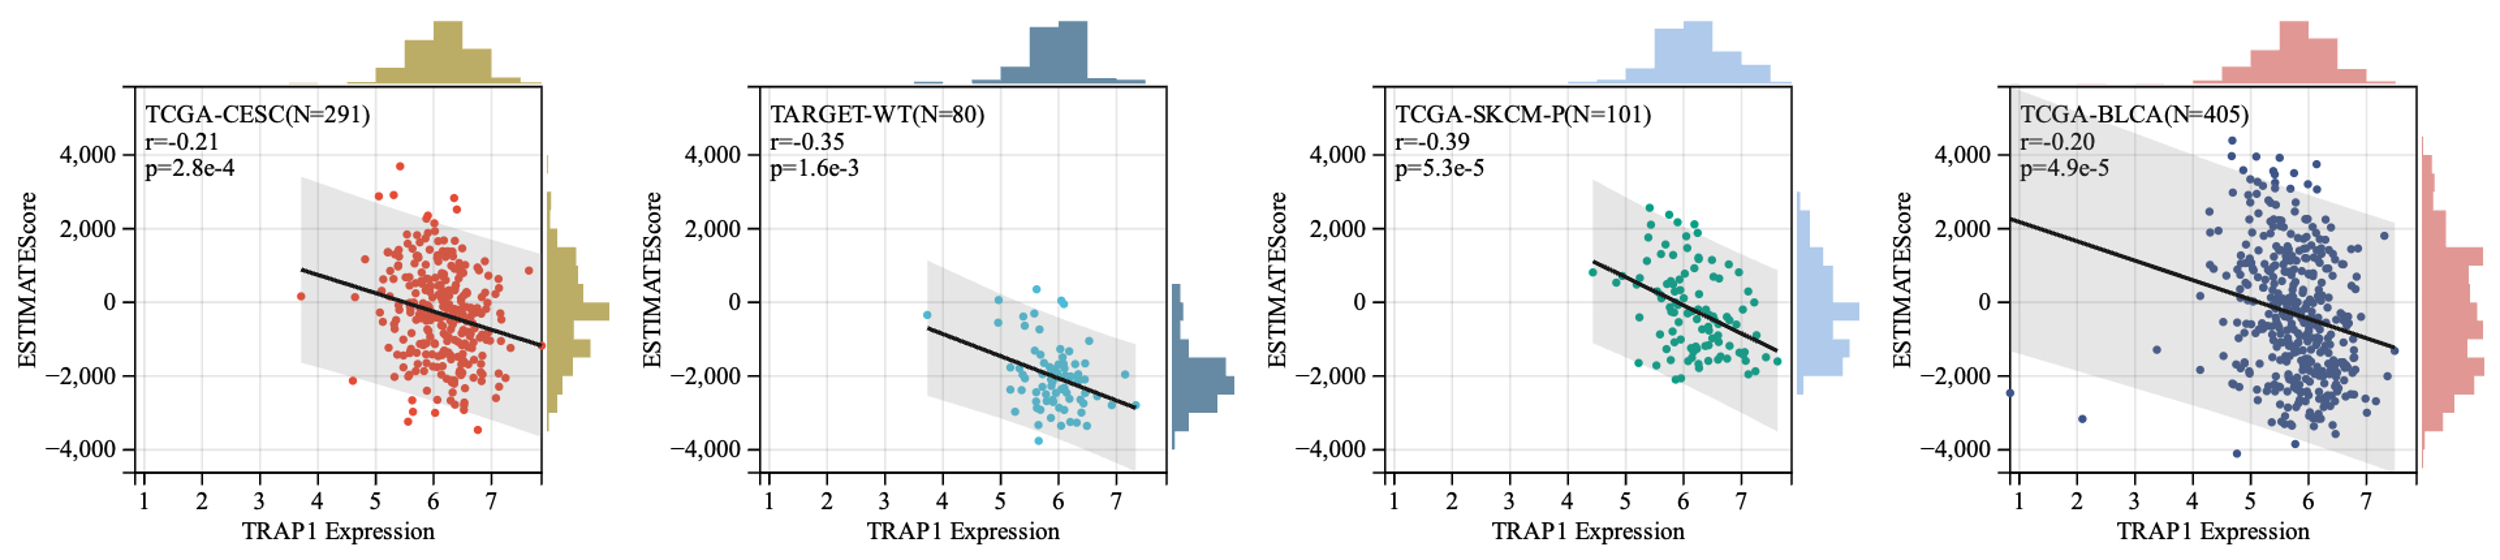 TCGA-CESC(N=291)
r=-0.21
p=2.8e-4
4,000
2,000
0
−2,000
−4,000
ESTIMATEScore
1 2 3 4 5 6 7
TRAP1 Expression
TARGET-WT(N=80)
r=-0.35
p=1.6e-3
4,000
2,000
0
−2,000
−4,000
ESTIMATEScore
1 2 3 4 5 6 7
TRAP1 Expression
TCGA-SKCM-P(N=101)
r=-0.39
p=5.3e-5
4,000
2,000
0
−2,000
−4,000
ESTIMATEScore
1 2 3 4 5 6 7
TRAP1 Expression
TCGA-BLCA(N=405)
r=-0.20
p=4.9e-5
4,000
2,000
0
−2,000
−4,000
ESTIMATEScore
1 2 3 4 5 6 7
TRAP1 Expression